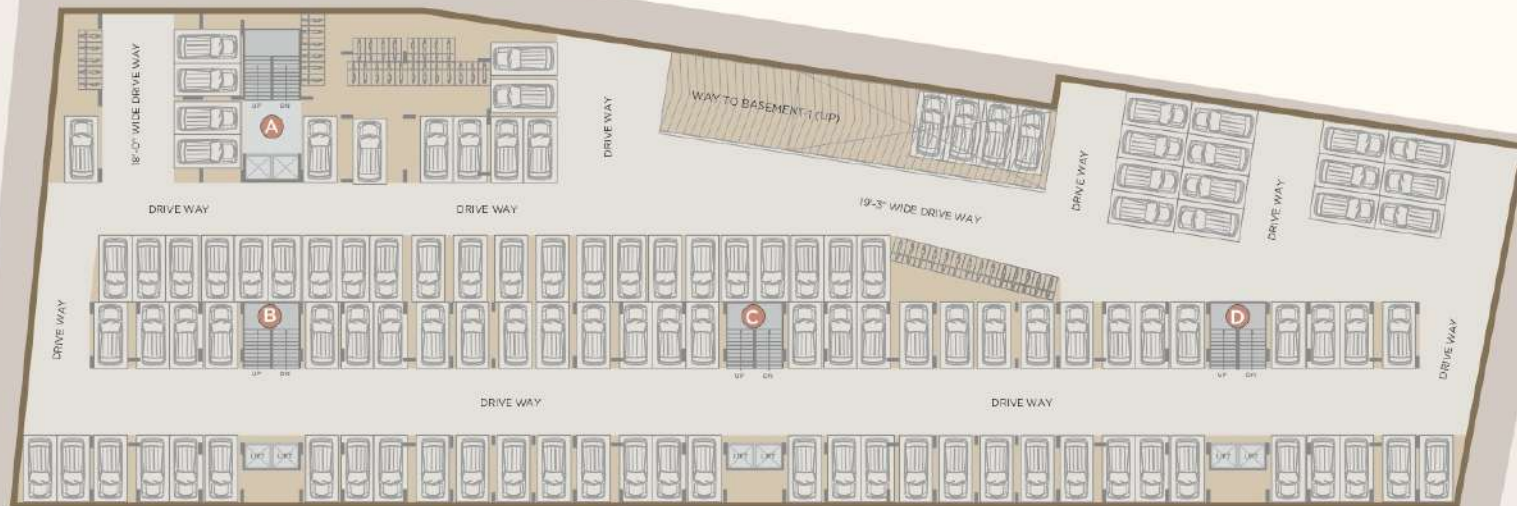 18'-0" WIDE DRIVE WAY
UP DN
A
DRIVE WAY
WAY TO BASEMENT-1 (UP)
DRIVE WAY
DRIVE WAY
DRIVE WAY
DRIVE WAY
19'-3" WIDE DRIVE WAY
DRIVE WAY
B
UP DN
C
UP DN
D
UP DN
DRIVE WAY
DRIVE WAY
DRIVE WAY
LIFT LIFT
LIFT LIFT
LIFT LIFT